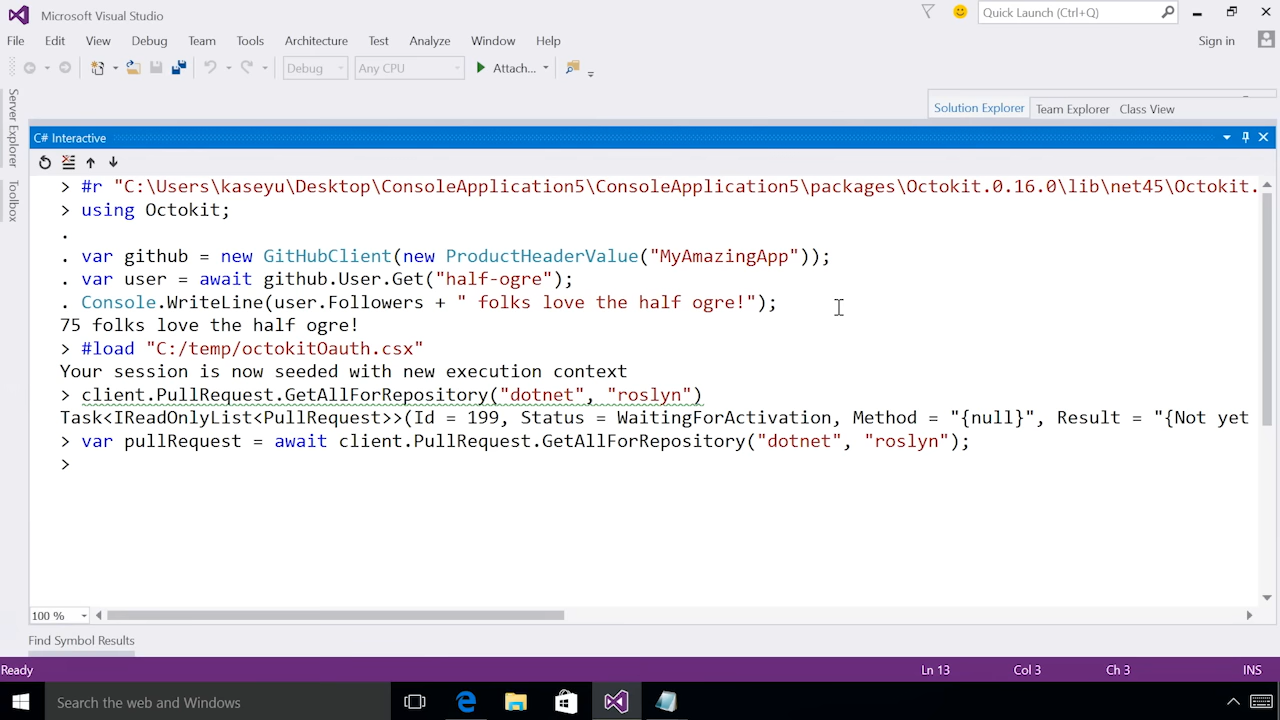 Microsoft Visual Studio
Quick Launch (Ctrl+Q)
File Edit View Debug Team Tools Architecture Test Analyze Window Help
Sign in
Debug Any CPU Attach...
Server Explorer
Toolbox
Solution Explorer Team Explorer Class View
C# Interactive
> #r "C:\Users\kaseyu\Desktop\ConsoleApplication5\ConsoleApplication5\packages\Octokit.0.16.0\lib\net45\Octokit.
> using Octokit;
.
. var github = new GitHubClient(new ProductHeaderValue("MyAmazingApp"));
. var user = await github.User.Get("half-ogre");
. Console.WriteLine(user.Followers + " folks love the half ogre!");
75 folks love the half ogre!
> #load "C:/temp/octokitOauth.csx"
Your session is now seeded with new execution context
> client.PullRequest.GetAllForRepository("dotnet", "roslyn")
Task<IReadOnlyList<PullRequest>>(Id = 199, Status = WaitingForActivation, Method = "{null}", Result = "{Not yet
> var pullRequest = await client.PullRequest.GetAllForRepository("dotnet", "roslyn");
>
100 %
Find Symbol Results
Ready Ln 13 Col 3 Ch 3 INS
Search the web and Windows